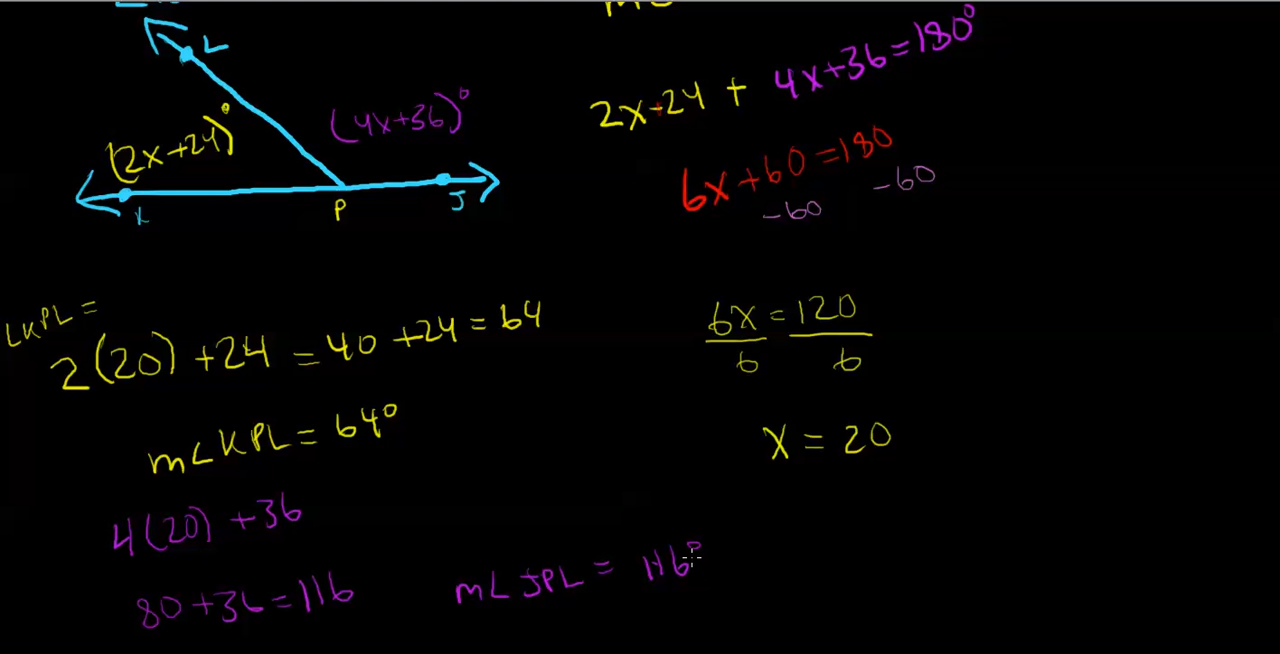 L
(2x+24)°
(4x+36)°
K
P
J
2x+24 + 4x+36=180°
6x+60=180
-60 -60
∠KPL =
2(20)+24 = 40+24=64
6x=120
6 6
m∠KPL= 64°
x = 20
4(20)+36
80+36=116
m∠JPL = 116°